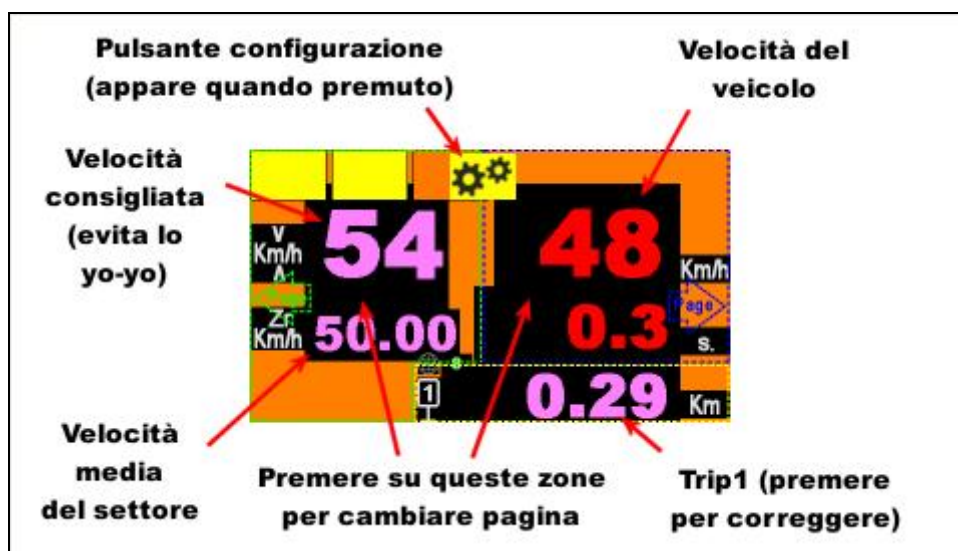 Pulsante configurazione
(appare quando premuto)
Velocità del
veicolo
Velocità
consigliata
(evita lo
yo-yo)
54
48
V
Km/h
Λ
Km/h
Page
Zr
Km/h
50.00
0.3
s.
s
1
0.29
Km
Velocità
media
del settore
Premere su queste zone
per cambiare pagina
Trip1 (premere
per correggere)